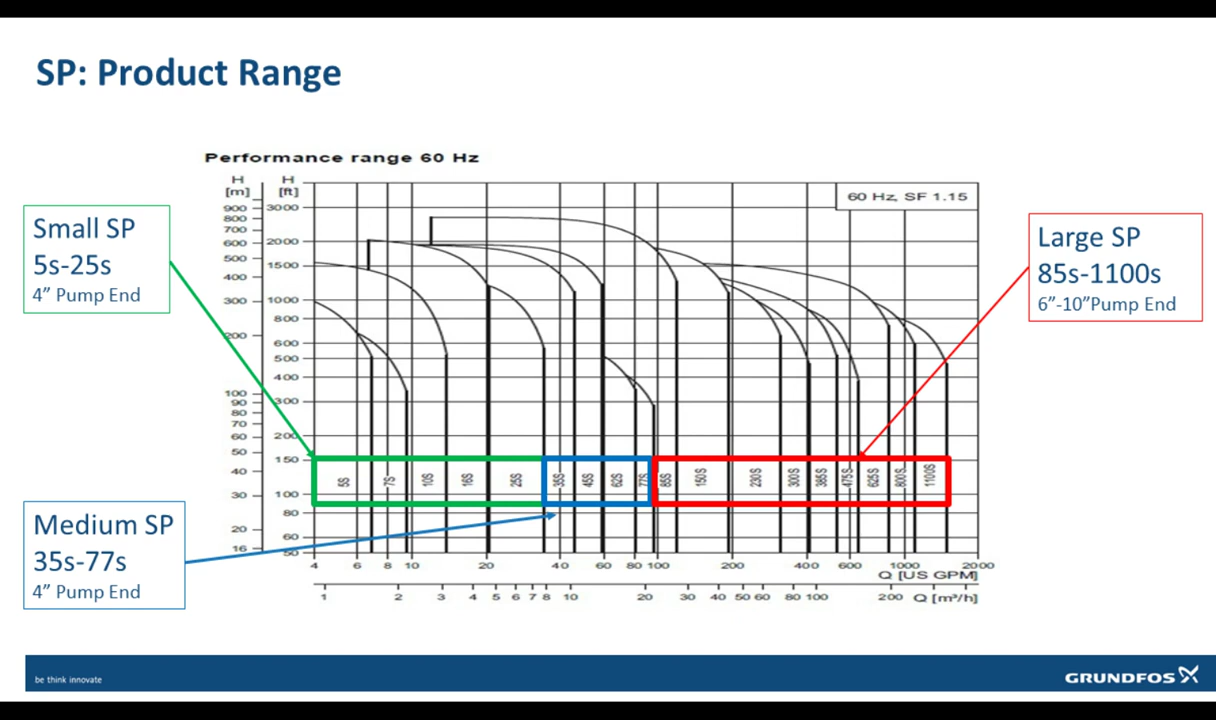 SP: Product Range
Performance range 60 Hz
H H
[m] [ft]
60 Hz, SF 1.15
900
800
700
600
500
400
300
200
100
90
80
70
60
50
40
30
20
16
3000
2000
1500
1000
800
600
500
400
300
200
150
100
80
60
50
Small SP
5s-25s
4” Pump End
Large SP
85s-1100s
6”-10”Pump End
Medium SP
35s-77s
4” Pump End
5S 7S 10S 16S 25S 35S 45S 62S 77S 85S 150S 230S 300S 385S 475S 625S 800S 1100S
4 6 8 10 20 40 60 80 100 200 400 600 1000 2000
Q [US GPM]
1 2 3 4 5 6 7 8 10 20 30 40 50 60 80 100 200 Q [m³/h]
be think innovate
GRUNDFOS